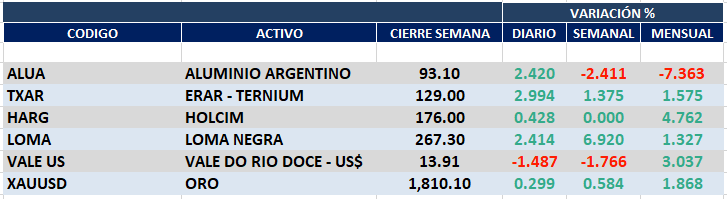 VARIACIÓN %
CODIGO ACTIVO CIERRE SEMANA DIARIO SEMANAL MENSUAL
ALUA ALUMINIO ARGENTINO 93.10 2.420 -2.411 -7.363
TXAR ERAR - TERNIUM 129.00 2.994 1.375 1.575
HARG HOLCIM 176.00 0.428 0.000 4.762
LOMA LOMA NEGRA 267.30 2.414 6.920 1.327
VALE US VALE DO RIO DOCE - US$ 13.91 -1.487 -1.766 3.037
XAUUSD ORO 1,810.10 0.299 0.584 1.868